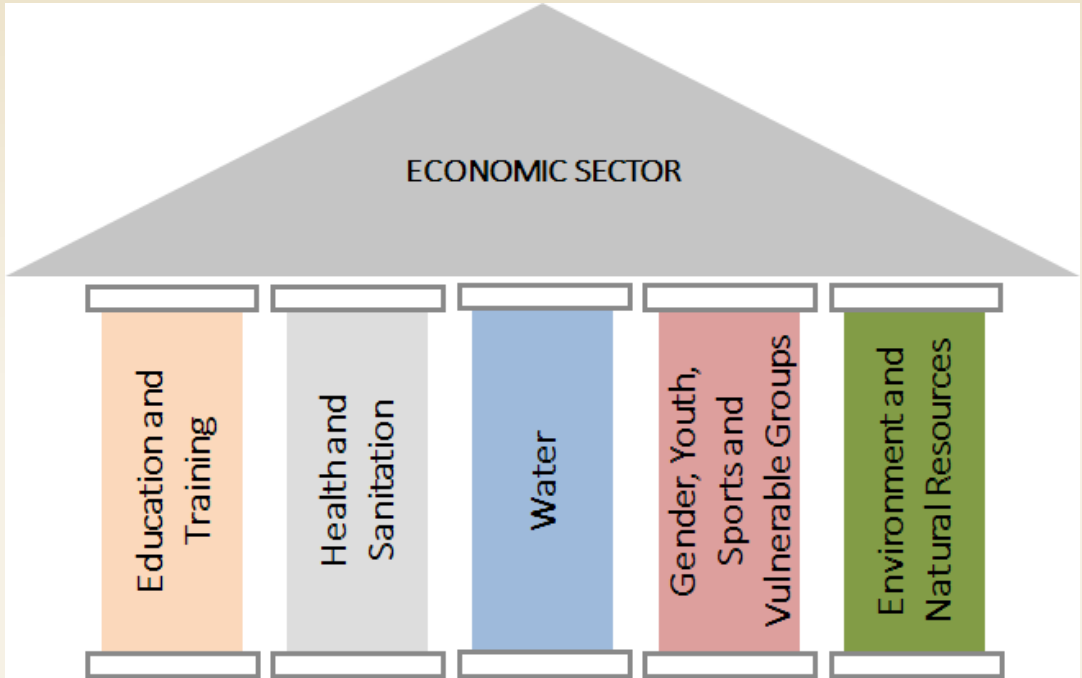 ECONOMIC SECTOR
Education and
Training
Health and
Sanitation
Water
Gender, Youth,
Sports and
Vulnerable Groups
Environment and
Natural Resources